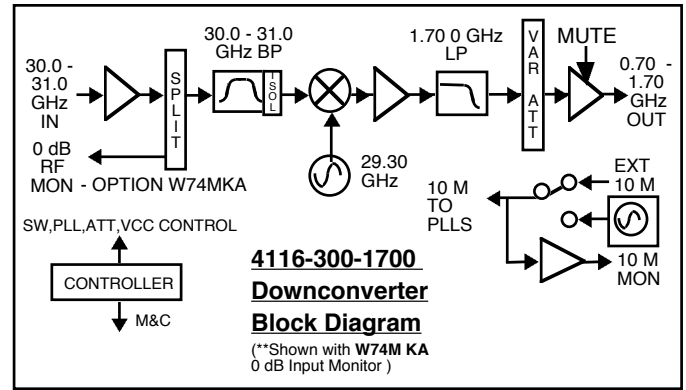 30.0 -
31.0
GHz
IN
S
P
L
I
T
30.0 - 31.0
GHz BP
I
S
O
L
1.70 0 GHz
LP
V
A
R
A
T
T
MUTE
0.70 -
1.70
GHz
OUT
0 dB
RF
MON - OPTION W74MKA
29.30
GHz
SW,PLL,ATT,VCC CONTROL
CONTROLLER
M&C
4116-300-1700
Downconverter
Block Diagram
(**Shown with W74M KA
0 dB Input Monitor )
10 M
TO
PLLS
EXT
10 M
10 M
MON